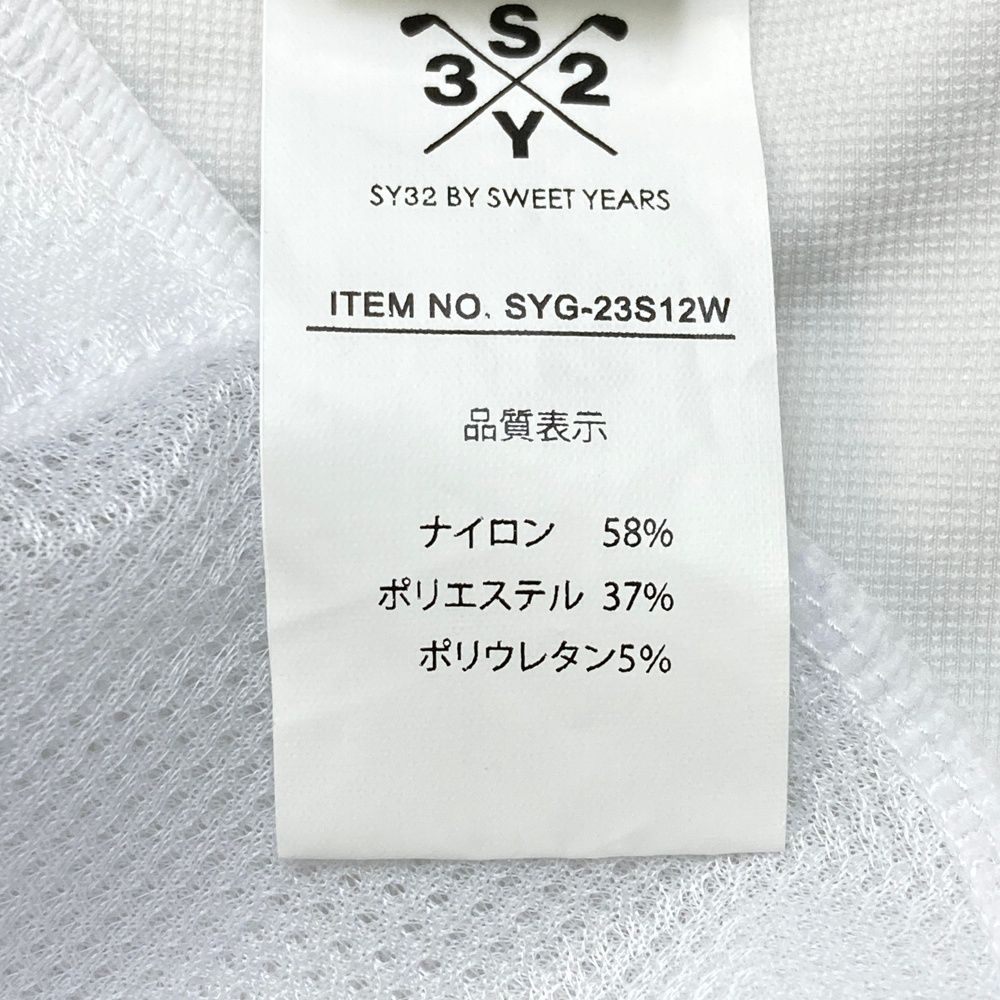 S
3 2
Y
SY32 BY SWEET YEARS
ITEM NO. SYG-23S12W
品質表示
ナイロン 58%
ポリエステル 37%
ポリウレタン5%